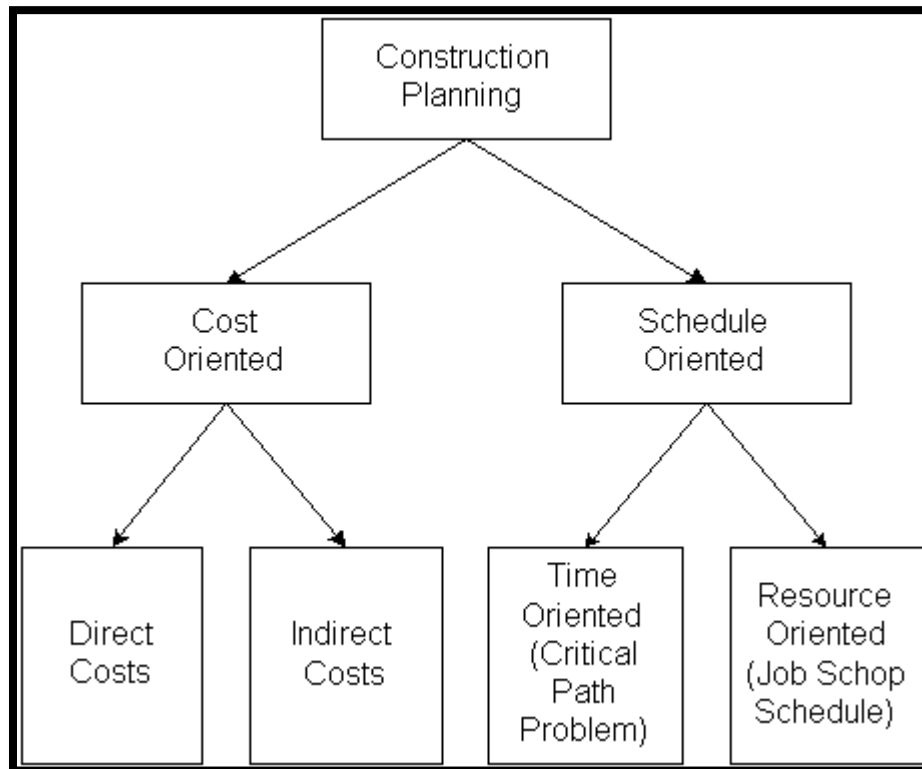 Construction
Planning
Cost
Oriented
Schedule
Oriented
Direct
Costs
Indirect
Costs
Time
Oriented
(Critical
Path
Problem)
Resource
Oriented
(Job Schop
Schedule)